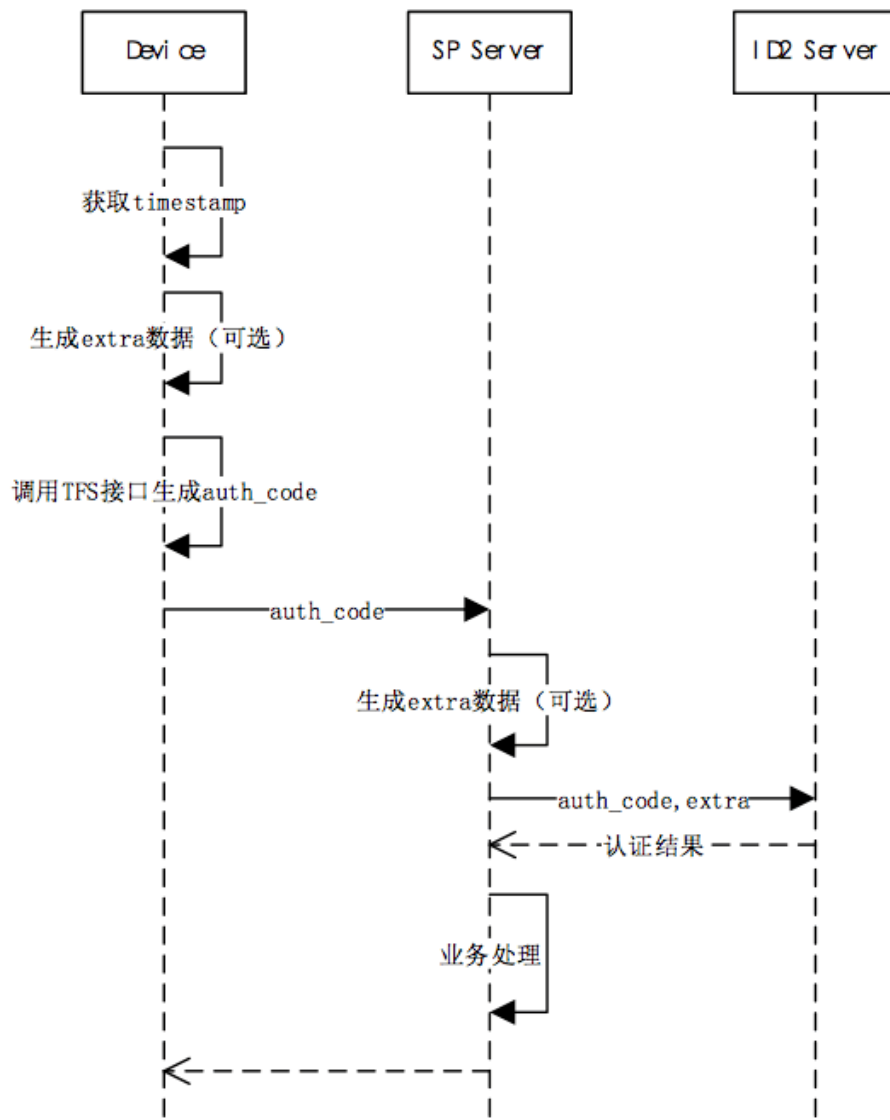 Device
SP Server
ID2 Server
获取timestamp
生成extra数据（可选）
调用TFS接口生成auth_code
auth_code
生成extra数据（可选）
auth_code,extra
认证结果
业务处理